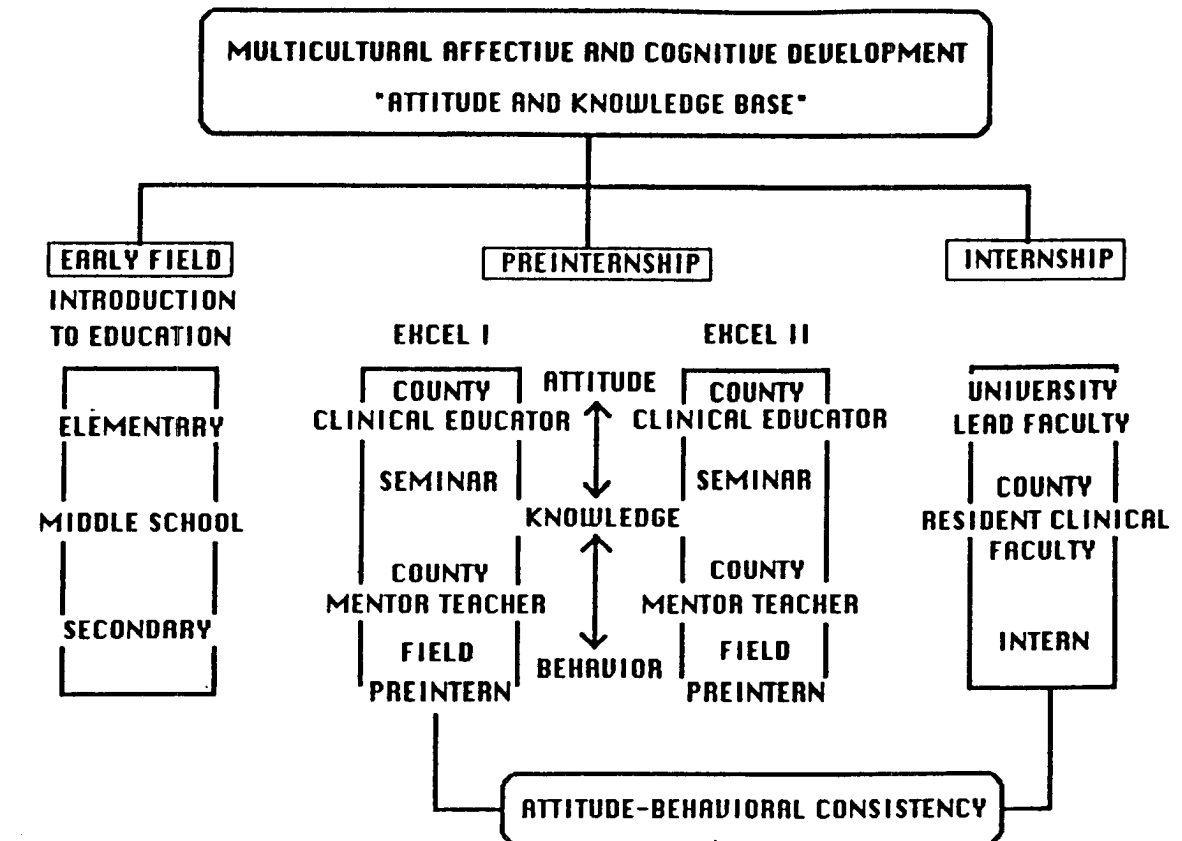 MULTICULTURAL AFFECTIVE AND COGNITIVE DEVELOPMENT
"ATTITUDE AND KNOWLEDGE BASE"
EARLY FIELD
INTRODUCTION
TO EDUCATION
ELEMENTARY
MIDDLE SCHOOL
SECONDARY
PREINTERNSHIP
EXCEL I
COUNTY
CLINICAL EDUCATOR
SEMINAR
COUNTY
MENTOR TEACHER
FIELD
PREINTERN
ATTITUDE
KNOWLEDGE
BEHAVIOR
EXCEL II
COUNTY
CLINICAL EDUCATOR
SEMINAR
COUNTY
MENTOR TEACHER
FIELD
PREINTERN
INTERNSHIP
UNIVERSITY
LEAD FACULTY
COUNTY
RESIDENT CLINICAL
FACULTY
INTERN
ATTITUDE-BEHAVIORAL CONSISTENCY